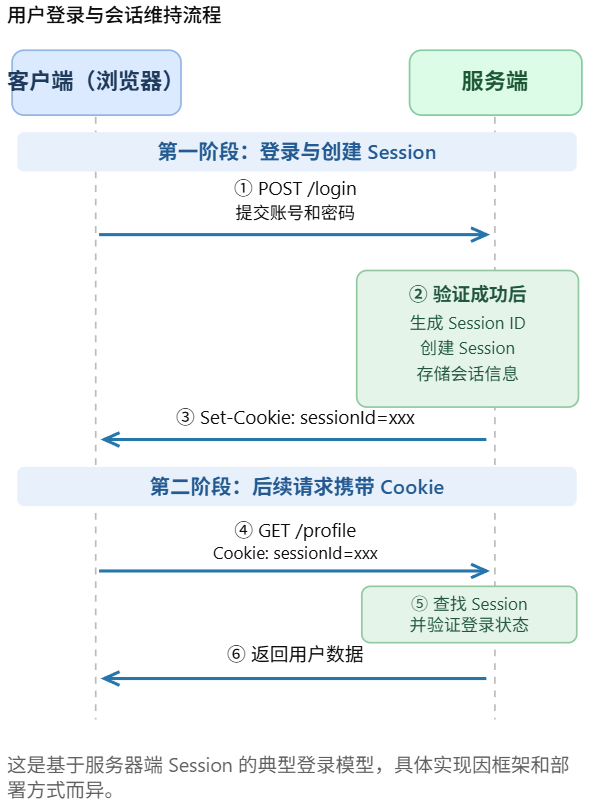 用户登录与会话维持流程
客户端（浏览器）
服务端
第一阶段：登录与创建 Session
① POST /login
提交账号和密码
② 验证成功后
生成 Session ID
创建 Session
存储会话信息
③ Set-Cookie: sessionId=xxx
第二阶段：后续请求携带 Cookie
④ GET /profile
Cookie: sessionId=xxx
⑤ 查找 Session
并验证登录状态
⑥ 返回用户数据
这是基于服务器端 Session 的典型登录模型，具体实现因框架和部
署方式而异。